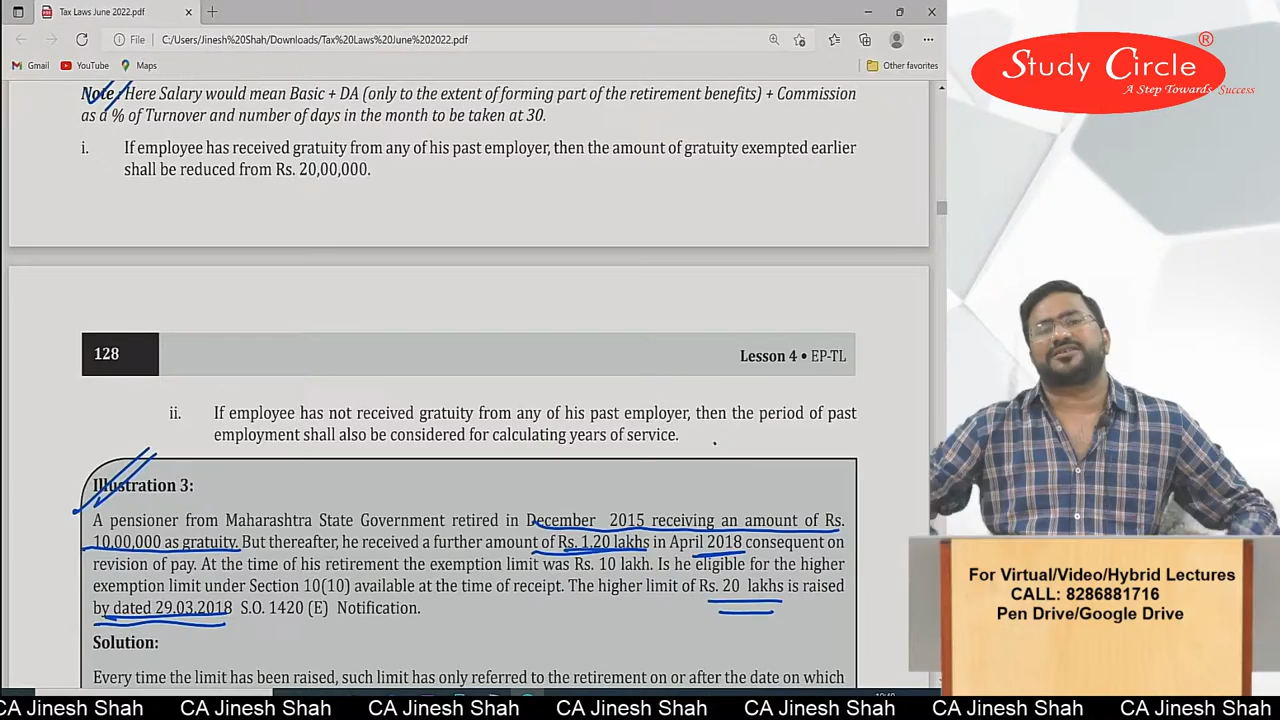 Tax Laws June 2022.pdf
File C:/Users/Jinesh%20Shah/Downloads/Tax%20Laws%20June%202022.pdf
Gmail YouTube Maps Other favorites
Note - Here Salary would mean Basic + DA (only to the extent of forming part of the retirement benefits) + Commission
as a % of Turnover and number of days in the month to be taken at 30.
i. If employee has received gratuity from any of his past employer, then the amount of gratuity exempted earlier
shall be reduced from Rs. 20,00,000.
128
Lesson 4 • EP-TL
ii. If employee has not received gratuity from any of his past employer, then the period of past
employment shall also be considered for calculating years of service.
Illustration 3:
A pensioner from Maharashtra State Government retired in December 2015 receiving an amount of Rs.
10,00,000 as gratuity. But thereafter, he received a further amount of Rs. 1.20 lakhs in April 2018 consequent on
revision of pay. At the time of his retirement the exemption limit was Rs. 10 lakh. Is he eligible for the higher
exemption limit under Section 10(10) available at the time of receipt. The higher limit of Rs. 20 lakhs is raised
by dated 29.03.2018 S.O. 1420 (E) Notification.
Solution:
Every time the limit has been raised, such limit has only referred to the retirement on or after the date on which
Study Circle ®
A Step Towards Success
For Virtual/Video/Hybrid Lectures
CALL: 8286881716
Pen Drive/Google Drive
CA Jinesh Shah CA Jinesh Shah CA Jinesh Shah CA Jinesh Shah CA Jinesh Shah CA Jinesh Shah CA Jinesh Shah